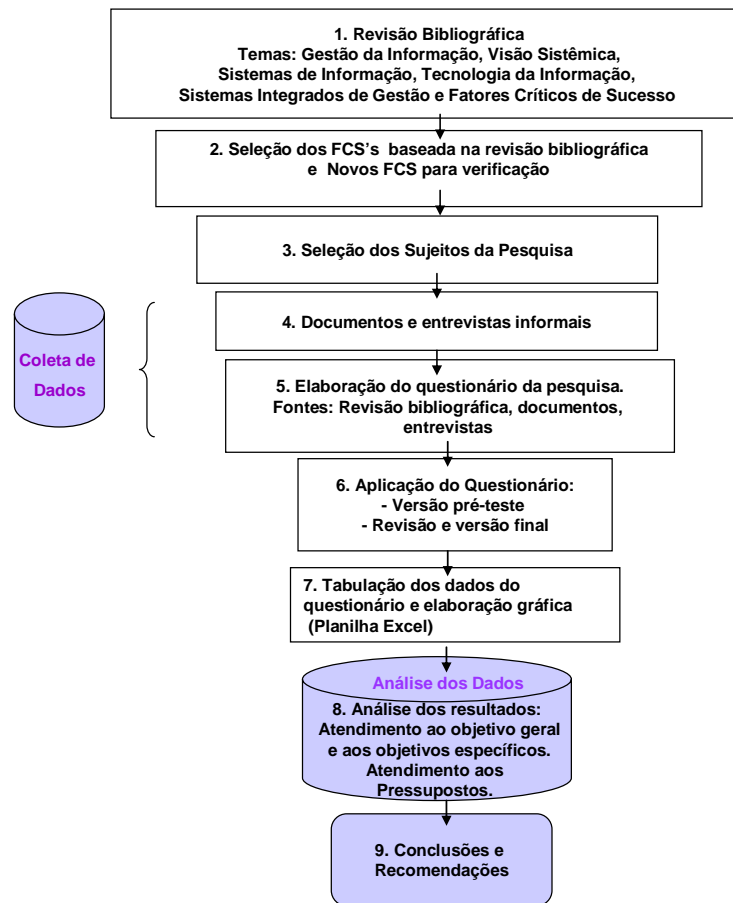 1. Revisão Bibliográfica
Temas: Gestão da Informação, Visão Sistêmica,
Sistemas de Informação, Tecnologia da Informação,
Sistemas Integrados de Gestão e Fatores Críticos de Sucesso
2. Seleção dos FCS's baseada na revisão bibliográfica
e Novos FCS para verificação
3. Seleção dos Sujeitos da Pesquisa
Coleta de
Dados
4. Documentos e entrevistas informais
5. Elaboração do questionário da pesquisa.
Fontes: Revisão bibliográfica, documentos,
entrevistas
6. Aplicação do Questionário:
- Versão pré-teste
- Revisão e versão final
7. Tabulação dos dados do
questionário e elaboração gráfica
(Planilha Excel)
Análise dos Dados
8. Análise dos resultados:
Atendimento ao objetivo geral
e aos objetivos específicos.
Atendimento aos
Pressupostos.
9. Conclusões e
Recomendações